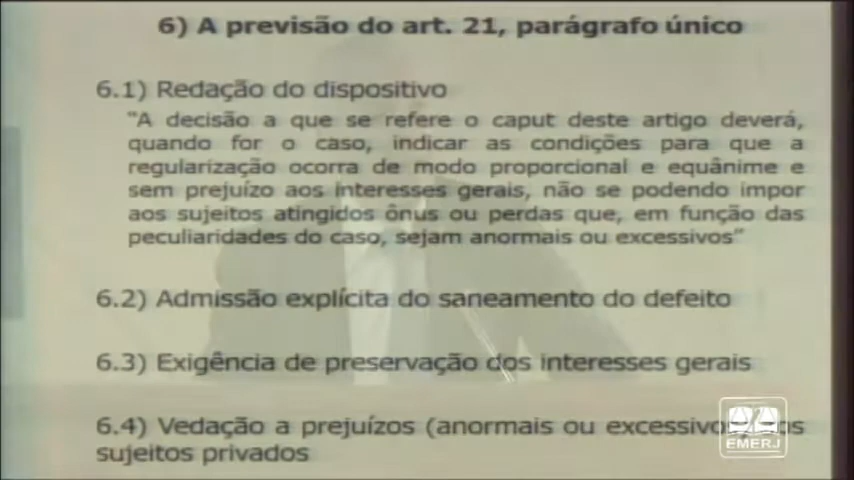 6) A previsão do art. 21, parágrafo único
6.1) Redação do dispositivo
"A decisão a que se refere o caput deste artigo deverá,
quando for o caso, indicar as condições para que a
regularização ocorra de modo proporcional e equânime e
sem prejuízo aos interesses gerais, não se podendo impor
aos sujeitos atingidos ônus ou perdas que, em função das
peculiaridades do caso, sejam anormais ou excessivos"
6.2) Admissão explícita do saneamento do defeito
6.3) Exigência de preservação dos interesses gerais
6.4) Vedação a prejuízos (anormais ou excessivos) aos
sujeitos privados
EMERJ